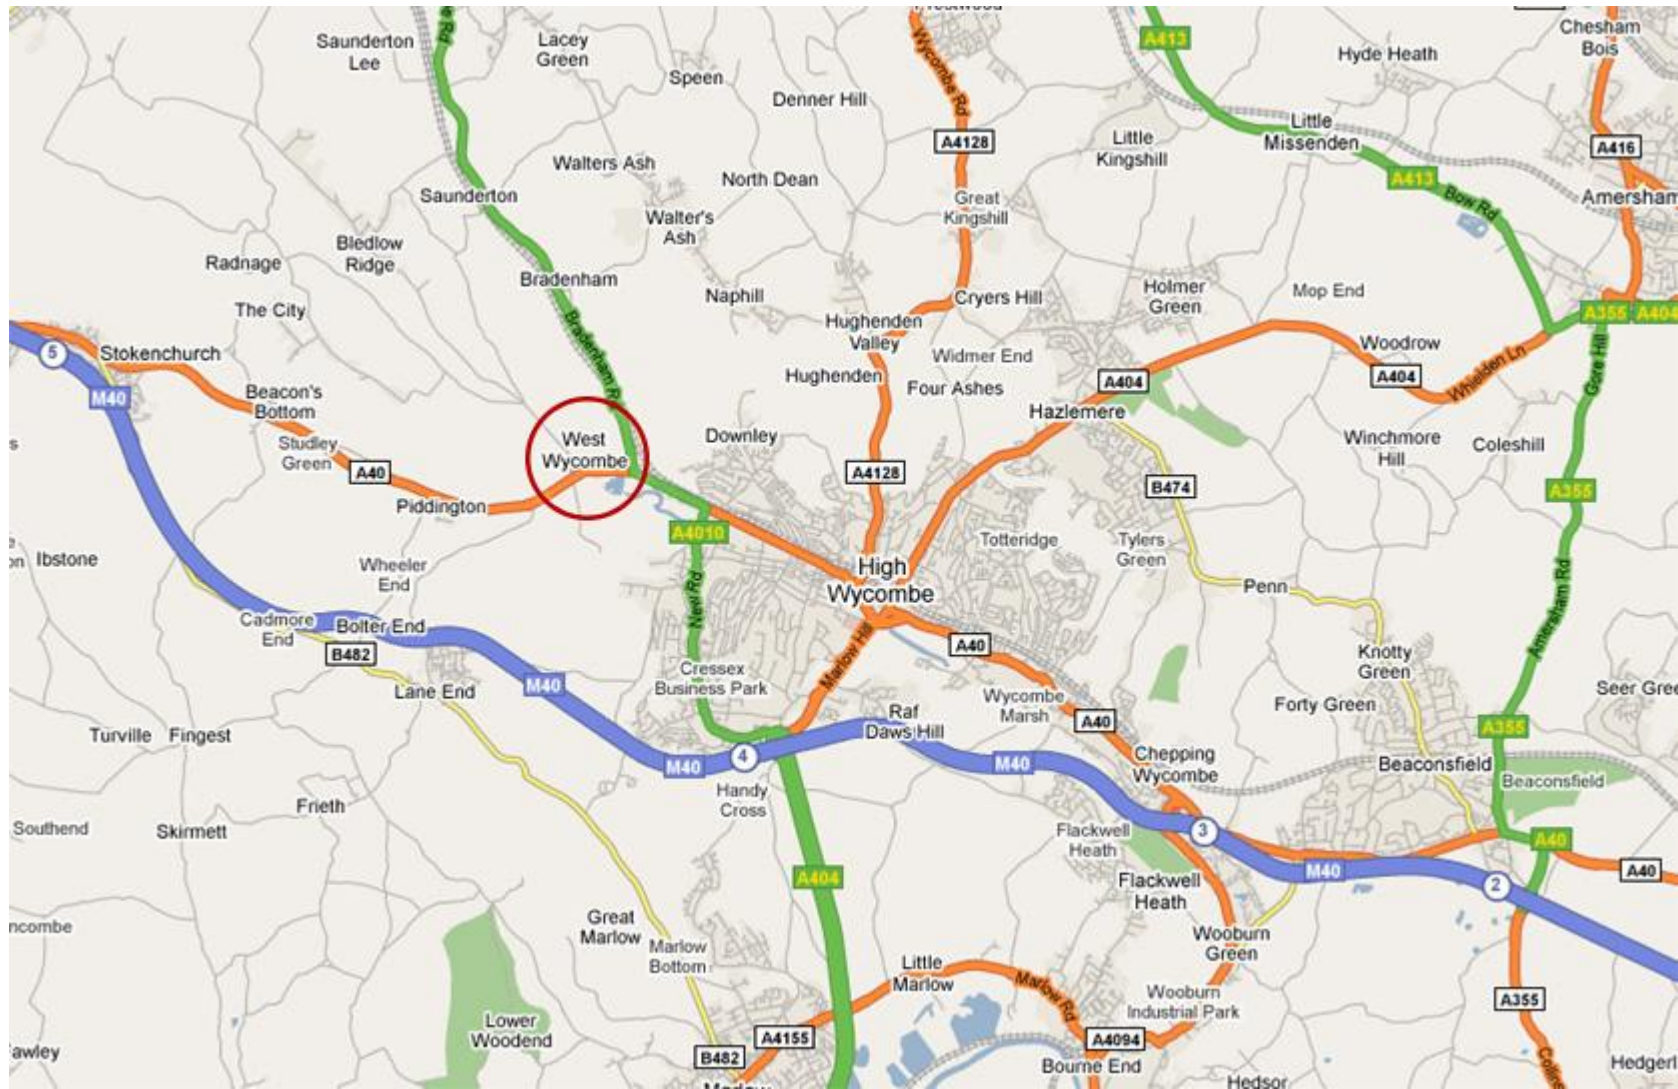 Rd
Saunderton
Lee
Lacey
Green
Speen
Denner Hill
Wycombe Rd
A413
Hyde Heath
Chesham
Bois
A4128
Little
Kingshill
Little
Missenden
A416
Walters Ash
North Dean
A413
Bow Rd
Amersham
Saunderton
Walter's
Ash
Great
Kingshill
Bledlow
Ridge
Radnage
Bradenham
Naphill
Cryers Hill
Holmer
Green
Mop End
The City
Hughenden
Valley
A355
A404
Bradenham R
5
Stokenchurch
Widmer End
Woodrow
Whielden Ln
Gore Hill
M40
Beacon's
Bottom
Hughenden
Four Ashes
A404
A404
Hazlemere
Studley
Green
West
Wycombe
Downley
Winchmore
Hill
Coleshill
A40
A4128
B474
A355
Piddington
A4010
Totteridge
Tylers
Green
Ibstone
Wheeler
End
High
Wycombe
New Rd
Penn
Amersham Rd
Cadmore
End
Bolter End
B482
Marlow Hill
A40
Knotty
Green
Cressex
Business Park
Lane End
M40
Wycombe
Marsh
Forty Green
Seer Gree
Turville
Fingest
Raf
Daws Hill
A40
A355
4
M40
M40
Chepping
Wycombe
Beaconsfield
Beaconsfield
Handy
Cross
Frieth
Southend
Skirmett
Flackwell
Heath
3
A40
A404
Flackwell
Heath
M40
2
A40
ncombe
Great
Marlow
Marlow
Bottom
Wooburn
Green
Little
Marlow
Marlow Rd
Wooburn
Industrial Park
A355
Lower
Woodend
A4155
A4094
awley
B482
Bourne End
Hedgerl
Marlow
Hedsor